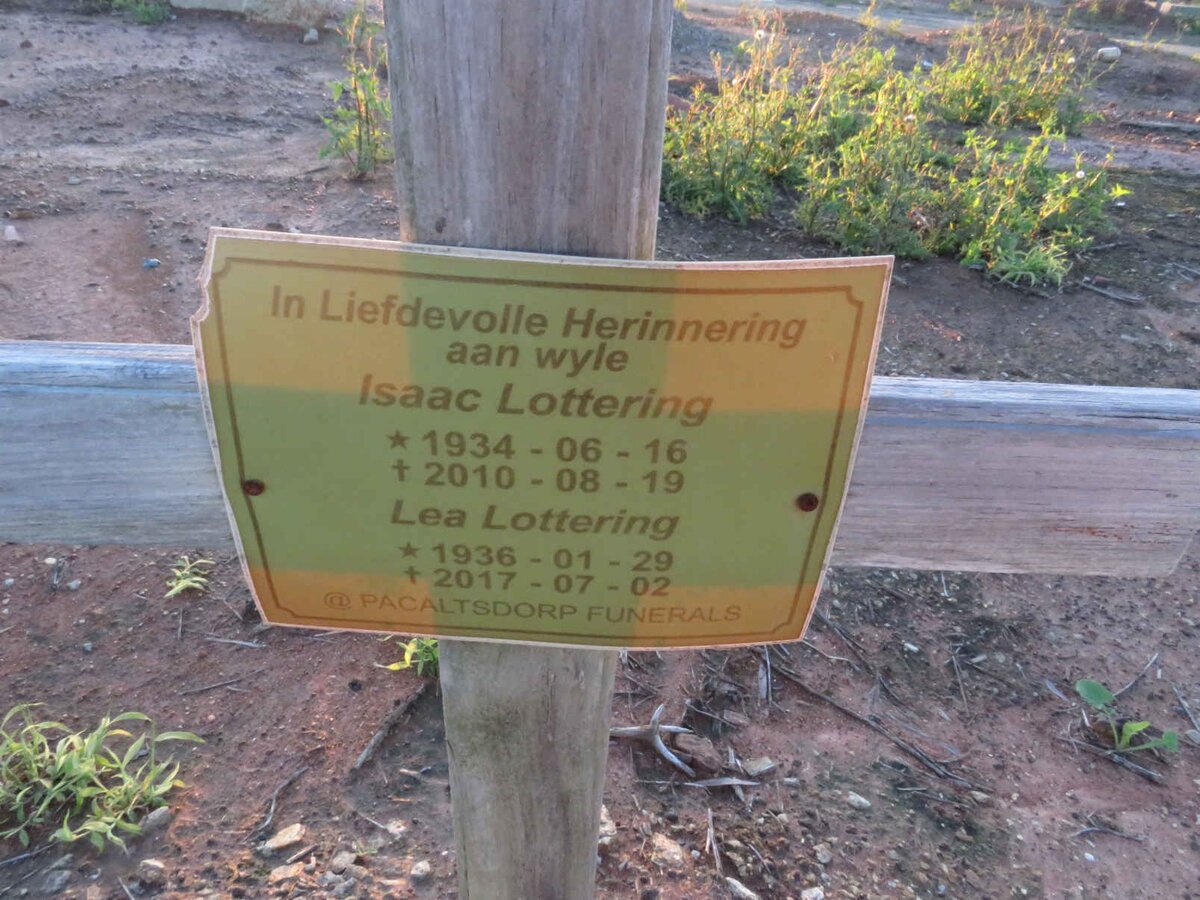 In Liefdevolle Herinnering
aan wyle
Isaac Lottering
★ 1934 - 06 - 16
✝ 2010 - 08 - 19
Lea Lottering
★ 1936 - 01 - 29
✝ 2017 - 07 - 02
@ PACALTSDORP FUNERALS